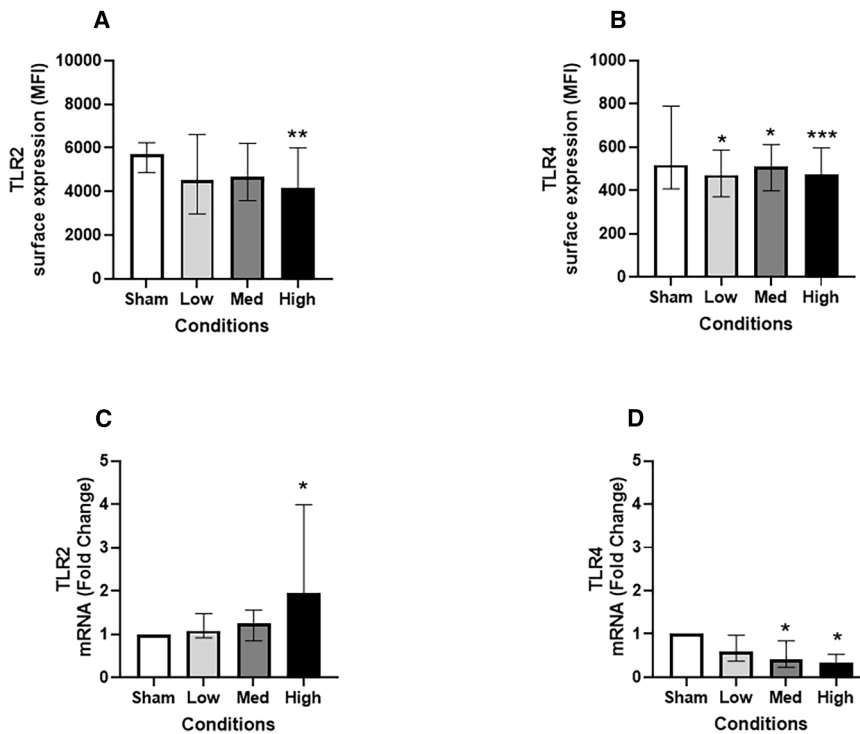 A
TLR2
surface expression (MFI)
10000
8000
6000
4000
2000
0
**
Sham Low Med High
Conditions
B
TLR4
surface expression (MFI)
1000
800
600
400
200
0
* * ***
Sham Low Med High
Conditions
C
TLR2
mRNA (Fold Change)
5
4
3
2
1
0
*
Sham Low Med High
Conditions
D
TLR4
mRNA (Fold Change)
5
4
3
2
1
0
* *
Sham Low Med High
Conditions